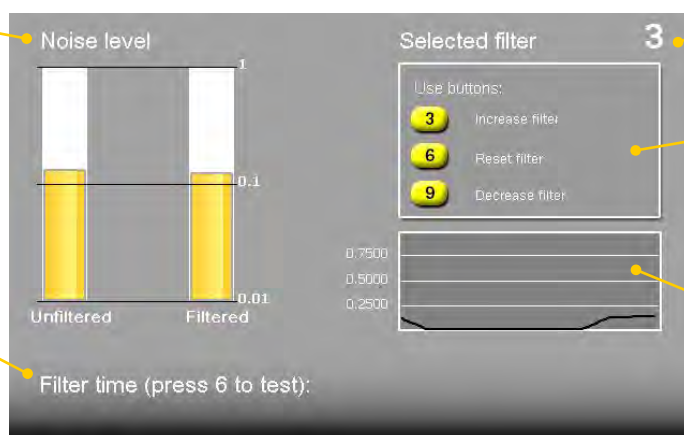 Noise level
1
0.1
0.01
Unfiltered Filtered
Selected filter 3
Use buttons:
3 Increase filter
6 Reset filter
9 Decrease filter
0.7500
0.5000
0.2500
Filter time (press 6 to test):